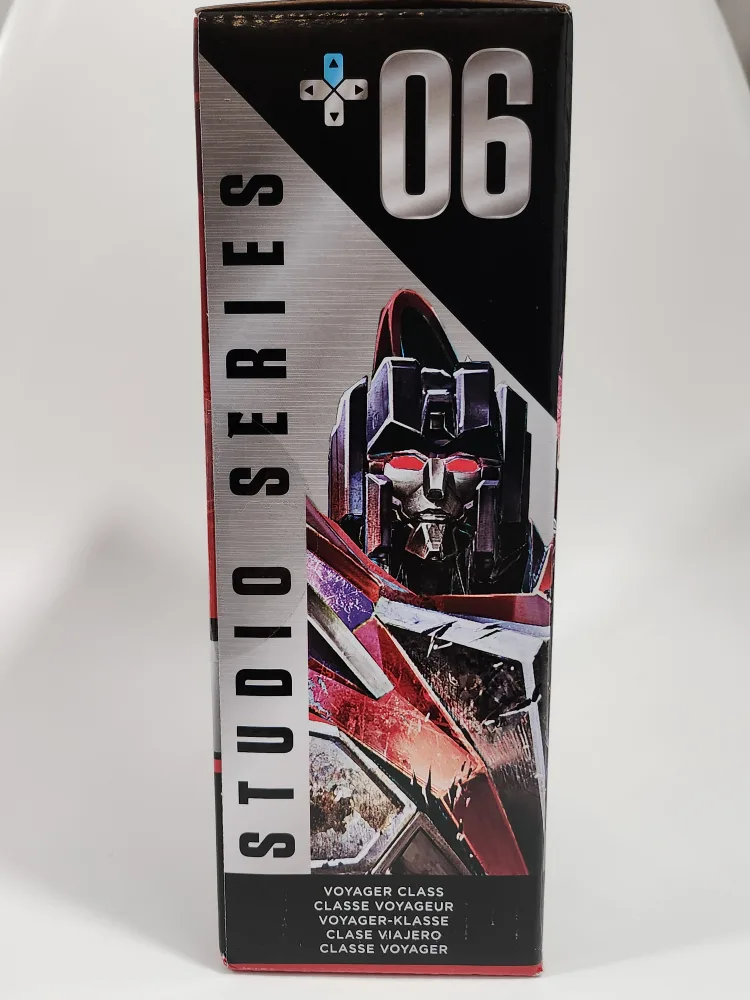 06
STUDIO SERIES
VOYAGER CLASS
CLASSE VOYAGEUR
VOYAGER-KLASSE
CLASE VIAJERO
CLASSE VOYAGER